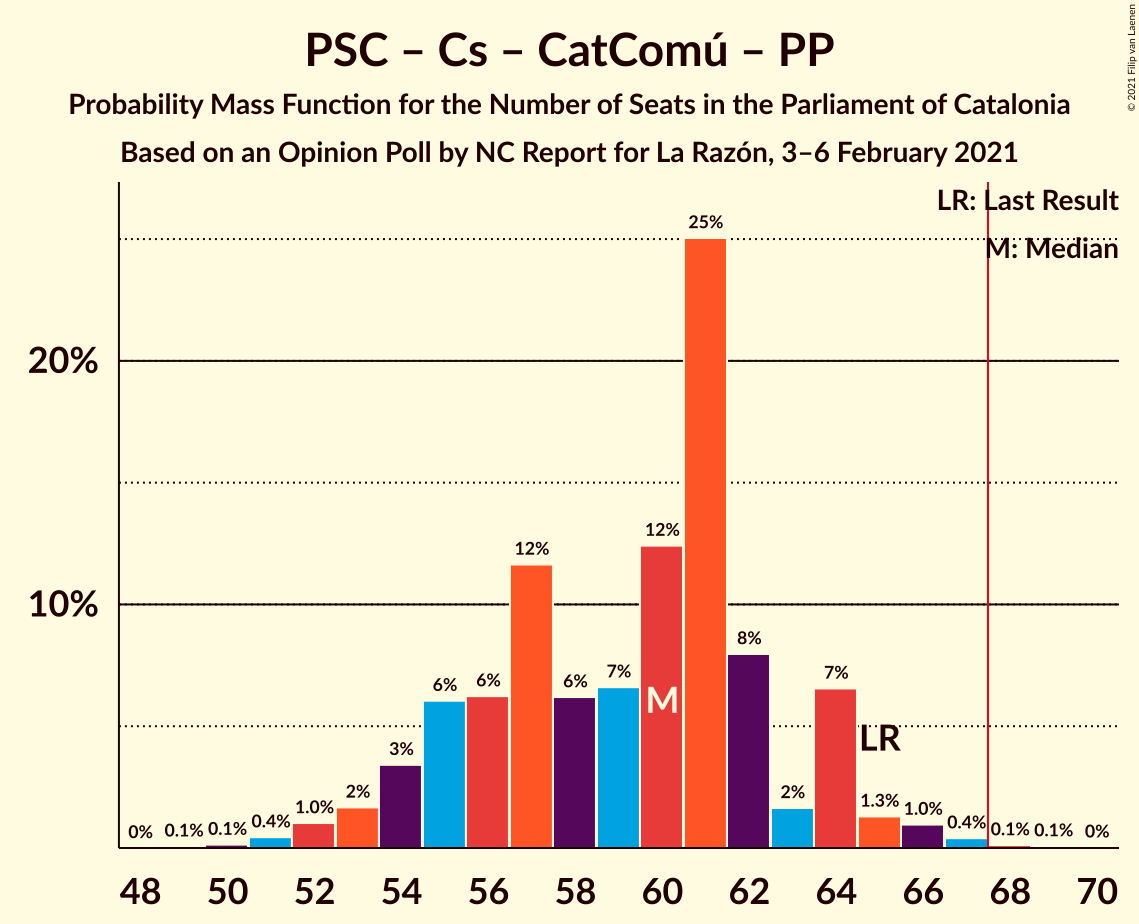 PSC – Cs – CatComú – PP
Probability Mass Function for the Number of Seats in the Parliament of Catalonia
Based on an Opinion Poll by NC Report for La Razón, 3–6 February 2021
© 2021 Filip van Laenen
LR: Last Result
M: Median
20%
10%
0% 0.1% 0.1% 0.4% 1.0% 2% 3% 6% 6% 12% 6% 7% 12% 25% 8% 2% 7% 1.3% 1.0% 0.4% 0.1% 0.1% 0%
M
LR
48 50 52 54 56 58 60 62 64 66 68 70